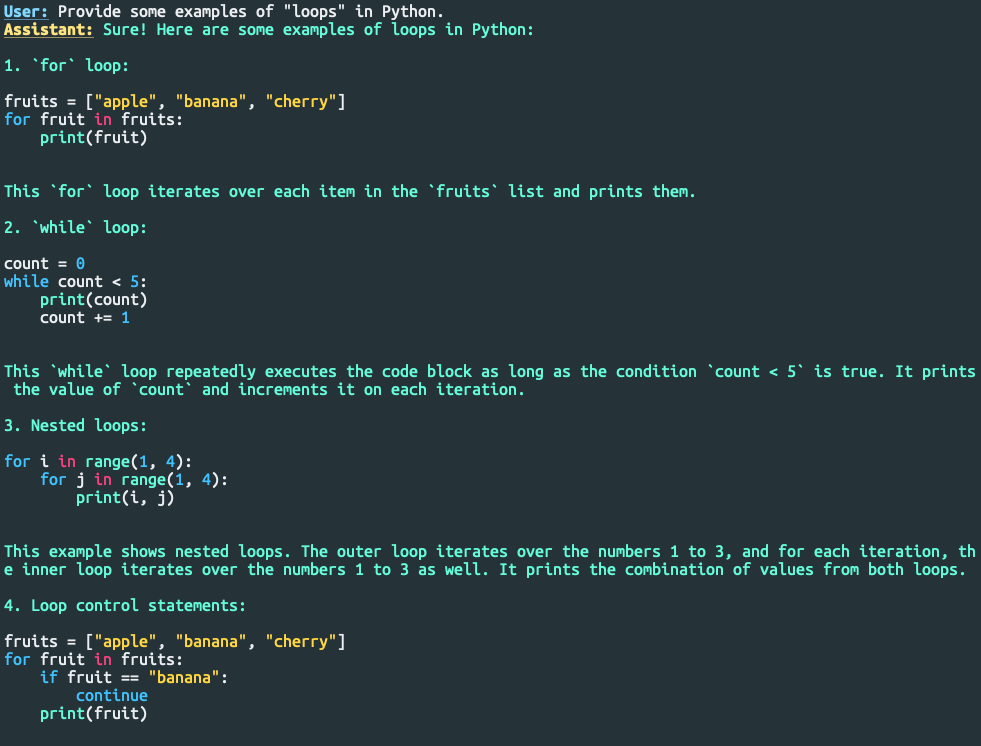 User: Provide some examples of "loops" in Python.
Assistant: Sure! Here are some examples of loops in Python:
1. `for` loop:
fruits = ["apple", "banana", "cherry"]
for fruit in fruits:
    print(fruit)
This `for` loop iterates over each item in the `fruits` list and prints them.
2. `while` loop:
count = 0
while count < 5:
    print(count)
    count += 1
This `while` loop repeatedly executes the code block as long as the condition `count < 5` is true. It prints
 the value of `count` and increments it on each iteration.
3. Nested loops:
for i in range(1, 4):
    for j in range(1, 4):
        print(i, j)
This example shows nested loops. The outer loop iterates over the numbers 1 to 3, and for each iteration, th
e inner loop iterates over the numbers 1 to 3 as well. It prints the combination of values from both loops.
4. Loop control statements:
fruits = ["apple", "banana", "cherry"]
for fruit in fruits:
    if fruit == "banana":
        continue
    print(fruit)